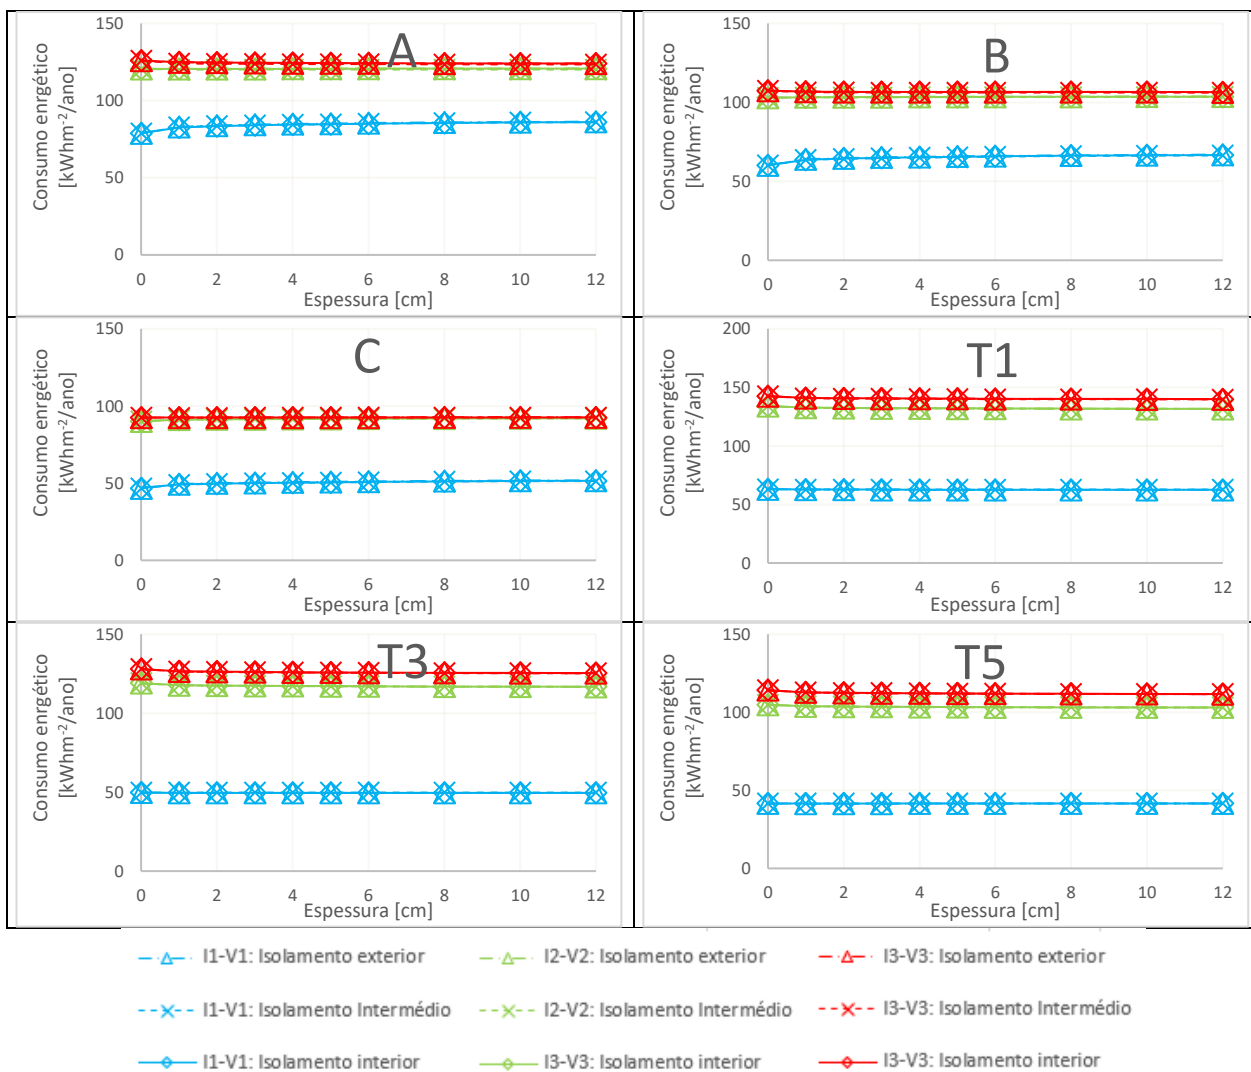 A
Consumo enrgético
[kWhm⁻²/ano]
150
100
50
0
0 2 4 6 8 10 12
Espessura [cm]
B
Consumo enrgético
[kWhm⁻²/ano]
150
100
50
0
0 2 4 6 8 10 12
Espessura [cm]
C
Consumo enrgético
[kWhm⁻²/ano]
150
100
50
0
0 2 4 6 8 10 12
Espessura [cm]
T1
Consumo enrgético
[kWhm⁻²/ano]
200
150
100
50
0
0 2 4 6 8 10 12
Espessura [cm]
T3
Consumo enrgético
[kWhm⁻²/ano]
150
100
50
0
0 2 4 6 8 10 12
Espessura [cm]
T5
Consumo enrgético
[kWhm⁻²/ano]
150
100
50
0
0 2 4 6 8 10 12
Espessura [cm]
I1-V1: Isolamento exterior I2-V2: Isolamento exterior I3-V3: Isolamento exterior
I1-V1: Isolamento Intermédio I2-V2: Isolamento Intermédio I3-V3: Isolamento Intermédio
I1-V1: Isolamento interior I3-V3: Isolamento interior I3-V3: Isolamento interior